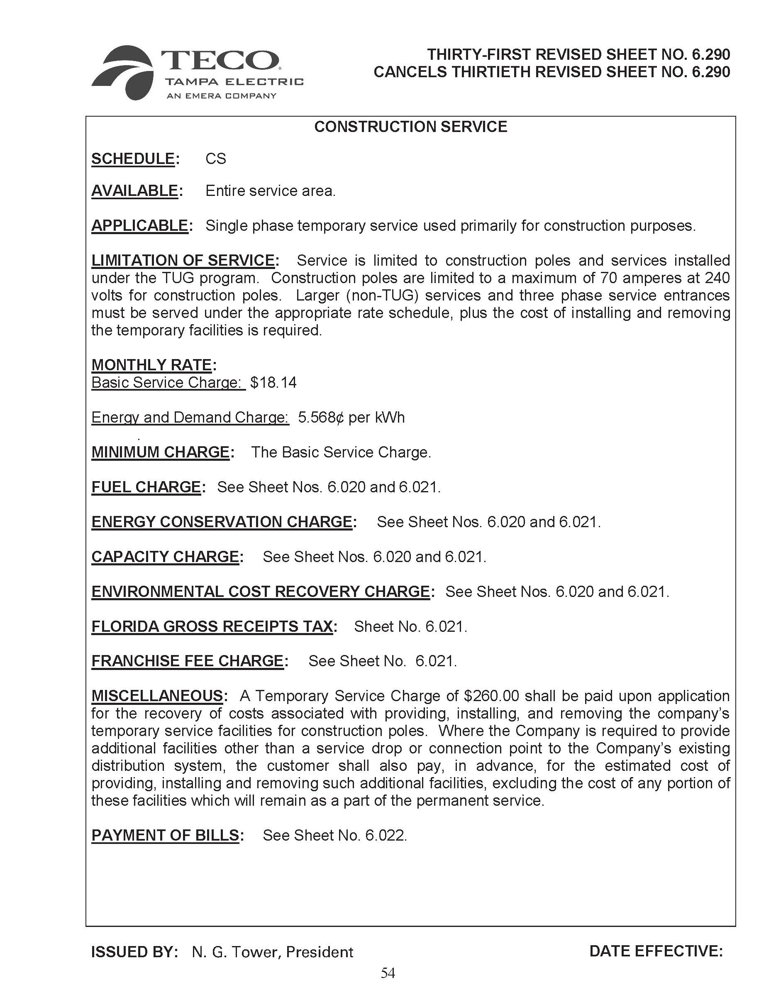 TECO®
TAMPA ELECTRIC
AN EMERA COMPANY
THIRTY-FIRST REVISED SHEET NO. 6.290
CANCELS THIRTIETH REVISED SHEET NO. 6.290
CONSTRUCTION SERVICE
SCHEDULE: CS
AVAILABLE: Entire service area.
APPLICABLE: Single phase temporary service used primarily for construction purposes.
LIMITATION OF SERVICE: Service is limited to construction poles and services installed
under the TUG program. Construction poles are limited to a maximum of 70 amperes at 240
volts for construction poles. Larger (non-TUG) services and three phase service entrances
must be served under the appropriate rate schedule, plus the cost of installing and removing
the temporary facilities is required.
MONTHLY RATE:
Basic Service Charge: $18.14
Energy and Demand Charge: 5.568¢ per kWh
.
MINIMUM CHARGE: The Basic Service Charge.
FUEL CHARGE: See Sheet Nos. 6.020 and 6.021.
ENERGY CONSERVATION CHARGE: See Sheet Nos. 6.020 and 6.021.
CAPACITY CHARGE: See Sheet Nos. 6.020 and 6.021.
ENVIRONMENTAL COST RECOVERY CHARGE: See Sheet Nos. 6.020 and 6.021.
FLORIDA GROSS RECEIPTS TAX: Sheet No. 6.021.
FRANCHISE FEE CHARGE: See Sheet No. 6.021.
MISCELLANEOUS: A Temporary Service Charge of $260.00 shall be paid upon application
for the recovery of costs associated with providing, installing, and removing the company’s
temporary service facilities for construction poles. Where the Company is required to provide
additional facilities other than a service drop or connection point to the Company’s existing
distribution system, the customer shall also pay, in advance, for the estimated cost of
providing, installing and removing such additional facilities, excluding the cost of any portion of
these facilities which will remain as a part of the permanent service.
PAYMENT OF BILLS: See Sheet No. 6.022.
ISSUED BY: N. G. Tower, President
DATE EFFECTIVE:
54